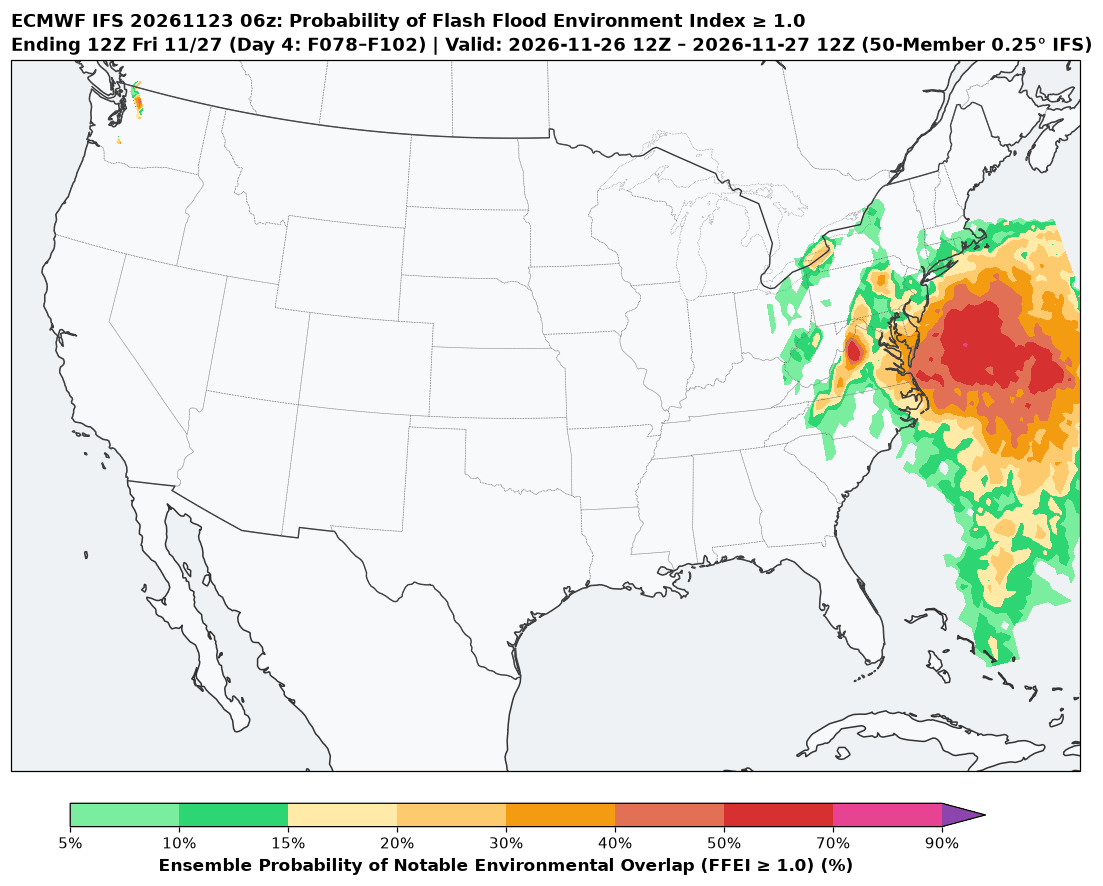 ECMWF IFS 20261123 06z: Probability of Flash Flood Environment Index ≥ 1.0
Ending 12Z Fri 11/27 (Day 4: F078–F102) | Valid: 2026-11-26 12Z – 2026-11-27 12Z (50-Member 0.25° IFS)
5% 10% 15% 20% 30% 40% 50% 70% 90%
Ensemble Probability of Notable Environmental Overlap (FFEI ≥ 1.0) (%)